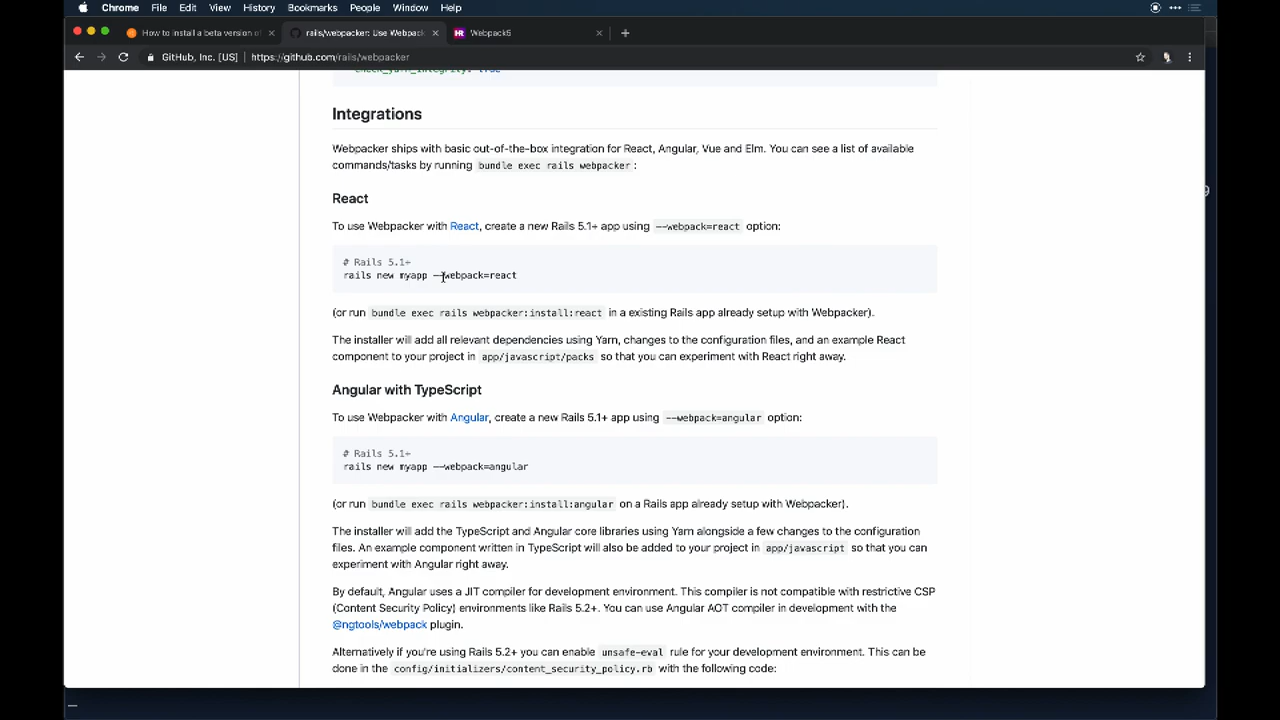 Chrome File Edit View History Bookmarks People Window Help
How to install a beta version of
rails/webpacker: Use Webpac
HR Webpack5
GitHub, Inc. [US] https://github.com/rails/webpacker
Integrations
Webpacker ships with basic out-of-the-box integration for React, Angular, Vue and Elm. You can see a list of available
commands/tasks by running bundle exec rails webpacker:
React
To use Webpacker with React, create a new Rails 5.1+ app using --webpack=react option:
# Rails 5.1+
rails new myapp --webpack=react
(or run bundle exec rails webpacker:install:react in a existing Rails app already setup with Webpacker).
The installer will add all relevant dependencies using Yarn, changes to the configuration files, and an example React
component to your project in app/javascript/packs so that you can experiment with React right away.
Angular with TypeScript
To use Webpacker with Angular, create a new Rails 5.1+ app using --webpack=angular option:
# Rails 5.1+
rails new myapp --webpack=angular
(or run bundle exec rails webpacker:install:angular on a Rails app already setup with Webpacker).
The installer will add the TypeScript and Angular core libraries using Yarn alongside a few changes to the configuration
files. An example component written in TypeScript will also be added to your project in app/javascript so that you can
experiment with Angular right away.
By default, Angular uses a JIT compiler for development environment. This compiler is not compatible with restrictive CSP
(Content Security Policy) environments like Rails 5.2+. You can use Angular AOT compiler in development with the
@ngtools/webpack plugin.
Alternatively if you're using Rails 5.2+ you can enable unsafe-eval rule for your development environment. This can be
done in the config/initializers/content_security_policy.rb with the following code: